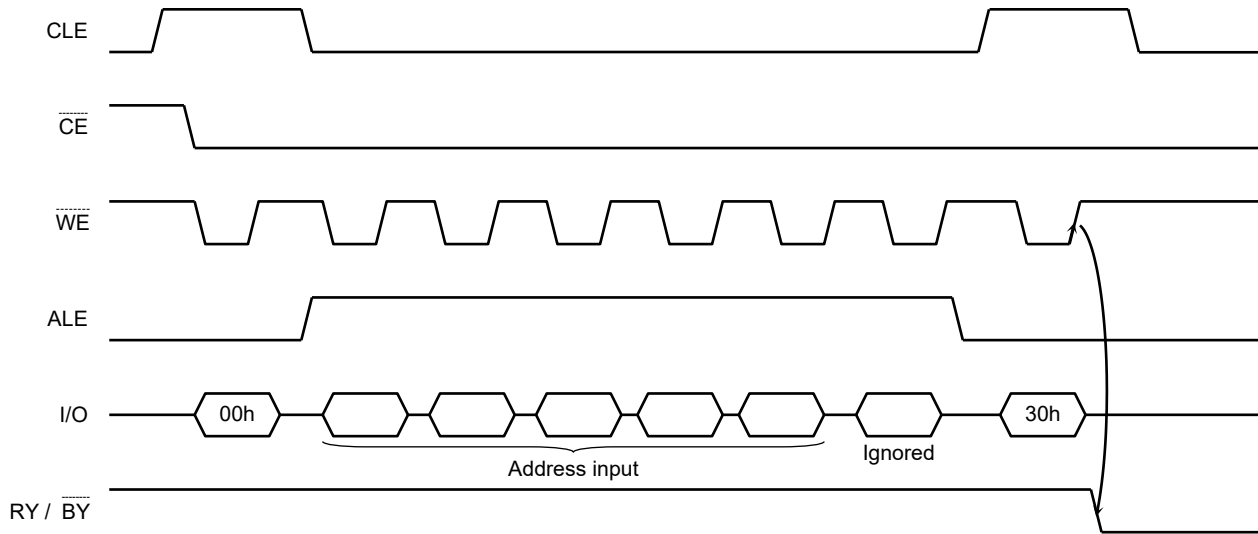 CLE
CE
WE
ALE
I/O
00h
30h
Address input
Ignored
RY / BY